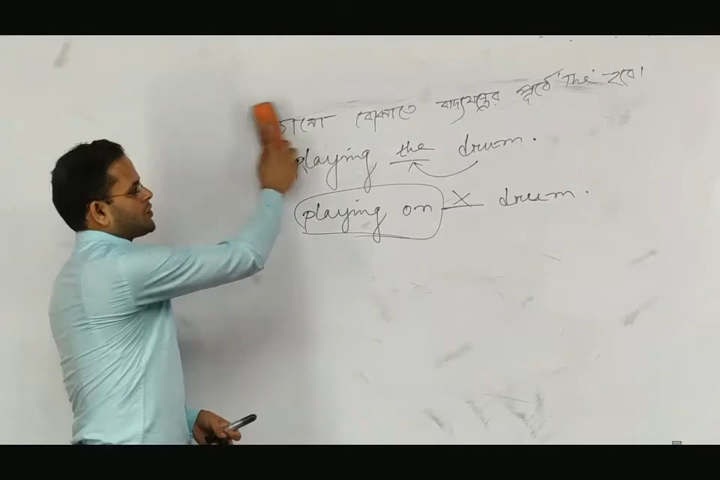 বোঝাতে বাদ্যযন্ত্রের পূর্বে 'the' হবে।
playing the drum.
playing on X drum.